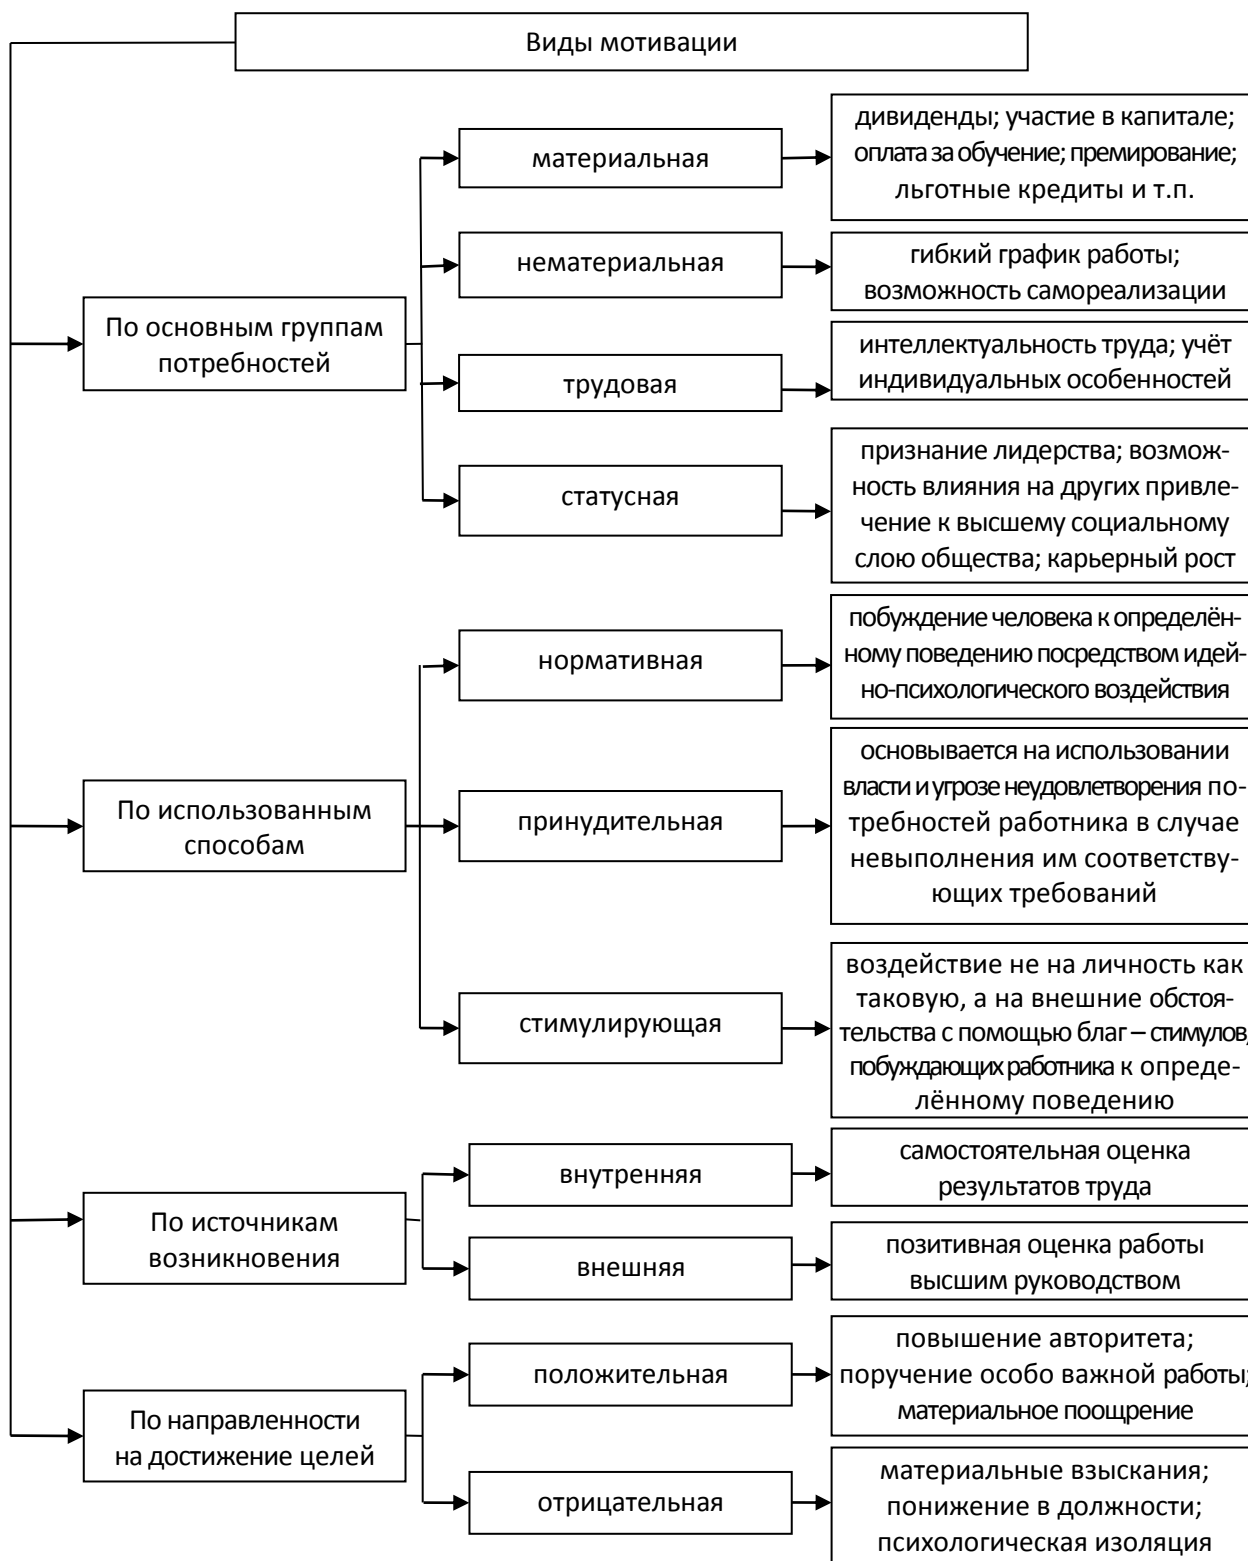 Виды мотивации
По основным группам
потребностей
материальная
дивиденды; участие в капитале;
оплата за обучение; премирование;
льготные кредиты и т.п.
нематериальная
гибкий график работы;
возможность самореализации
трудовая
интеллектуальность труда; учёт
индивидуальных особенностей
статусная
признание лидерства; возмож-
ность влияния на других привле-
чение к высшему социальному
слою общества; карьерный рост
По использованным
способам
нормативная
побуждение человека к определён-
ному поведению посредством идей-
но-психологического воздействия
принудительная
основывается на использовании
власти и угрозе неудовлетворения по-
требностей работника в случае
невыполнения им соответству-
ющих требований
стимулирующая
воздействие не на личность как
таковую, а на внешние обстоя-
тельства с помощью благ – стимулов,
побуждающих работника к опреде-
лённому поведению
По источникам
возникновения
внутренняя
самостоятельная оценка
результатов труда
внешняя
позитивная оценка работы
высшим руководством
По направленности
на достижение целей
положительная
повышение авторитета;
поручение особо важной работы;
материальное поощрение
отрицательная
материальные взыскания;
понижение в должности;
психологическая изоляция